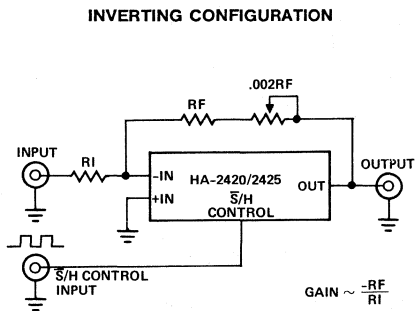 INVERTING CONFIGURATION
.002RF
RF
INPUT
RI
-IN
+IN
HA-2420/2425
S̅/H
CONTROL
OUT
OUTPUT
S̅/H CONTROL
INPUT
GAIN ~ -RF
RI